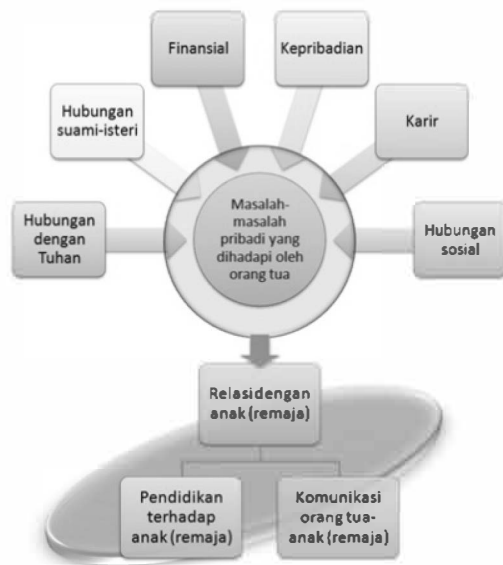 Finansial
Kepribadian
Hubungan
suami-isteri
Karir
Hubungan
dengan
Tuhan
Masalah-
masalah
pribadi yang
dihadapi oleh
orang tua
Hubungan
sosial
Relasidengan
anak(remaja)
Pendidikan
terhadap
anak(remaja)
Komunikasi
orang tua-
anak(remaja)